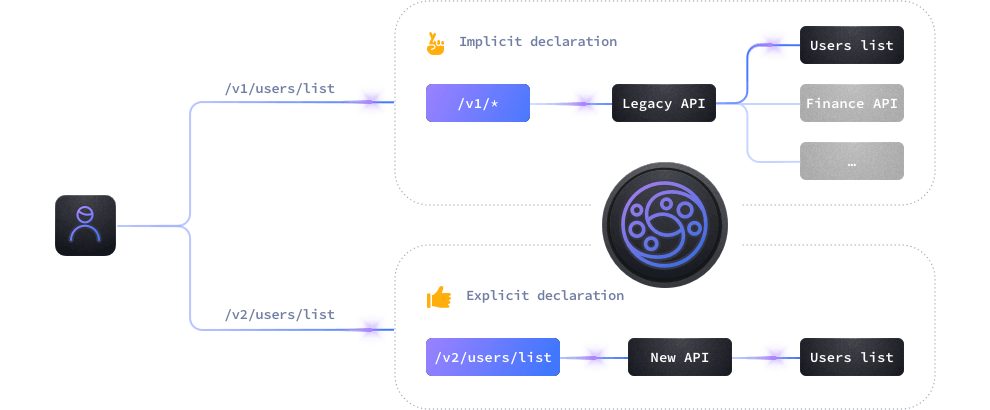 /v1/users/list
Implicit declaration
/v1/*
Legacy API
Users list
Finance API
…
/v2/users/list
Explicit declaration
/v2/users/list
New API
Users list